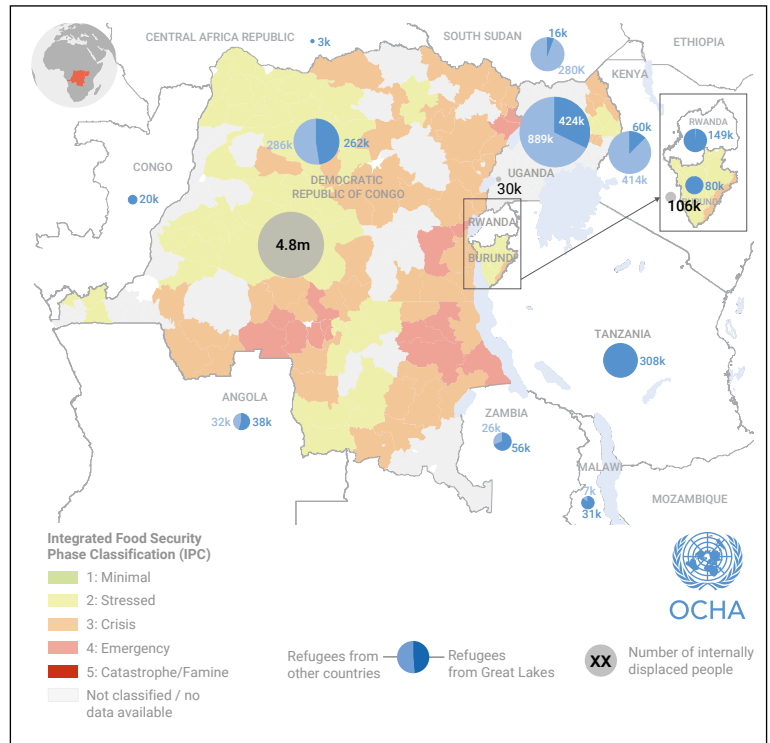 CENTRAL AFRICA REPUBLIC
3k
SOUTH SUDAN
16k
280K
ETHIOPIA
KENYA
286k
262k
889k
424k
60k
414k
RWANDA
149k
80k
BURUNDI
106k
CONGO
20k
DEMOCRATIC
REPUBLIC OF CONGO
UGANDA
30k
RWANDA
BURUNDI
4.8m
TANZANIA
308k
ANGOLA
32k
38k
ZAMBIA
26k
56k
MALAWI
7k
31k
MOZAMBIQUE
Integrated Food Security
Phase Classification (IPC)
1: Minimal
2: Stressed
3: Crisis
4: Emergency
5: Catastrophe/Famine
Not classified / no
data available
Refugees from
other countries
Refugees
from Great Lakes
XX
Number of internally
displaced people
OCHA